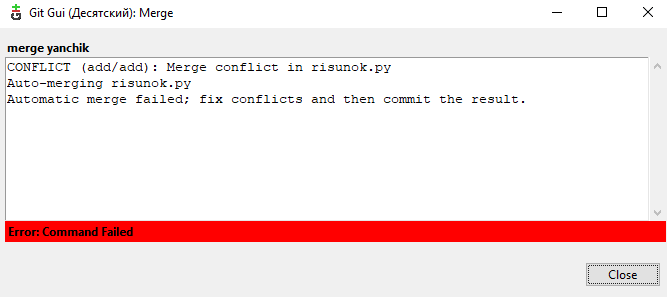 Git Gui (Десятский): Merge
merge yanchik
CONFLICT (add/add): Merge conflict in risunok.py
Auto-merging risunok.py
Automatic merge failed; fix conflicts and then commit the result.
Error: Command Failed
Close